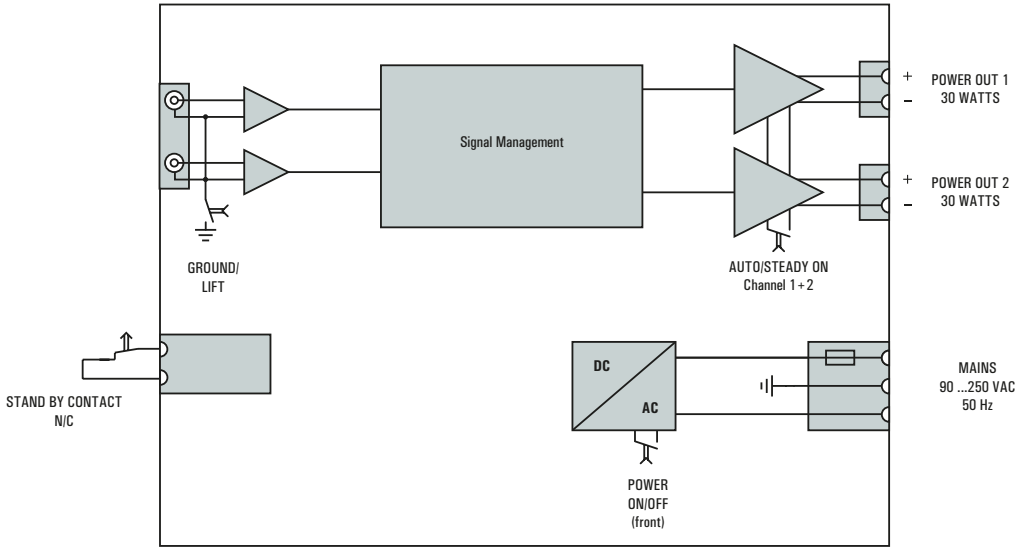 POWER OUT 1
30 WATTS
+
–
Signal Management
POWER OUT 2
30 WATTS
+
–
GROUND/
LIFT
AUTO/STEADY ON
Channel 1 + 2
STAND BY CONTACT
N/C
DC
AC
MAINS
90 ...250 VAC
50 Hz
POWER
ON/OFF
(front)